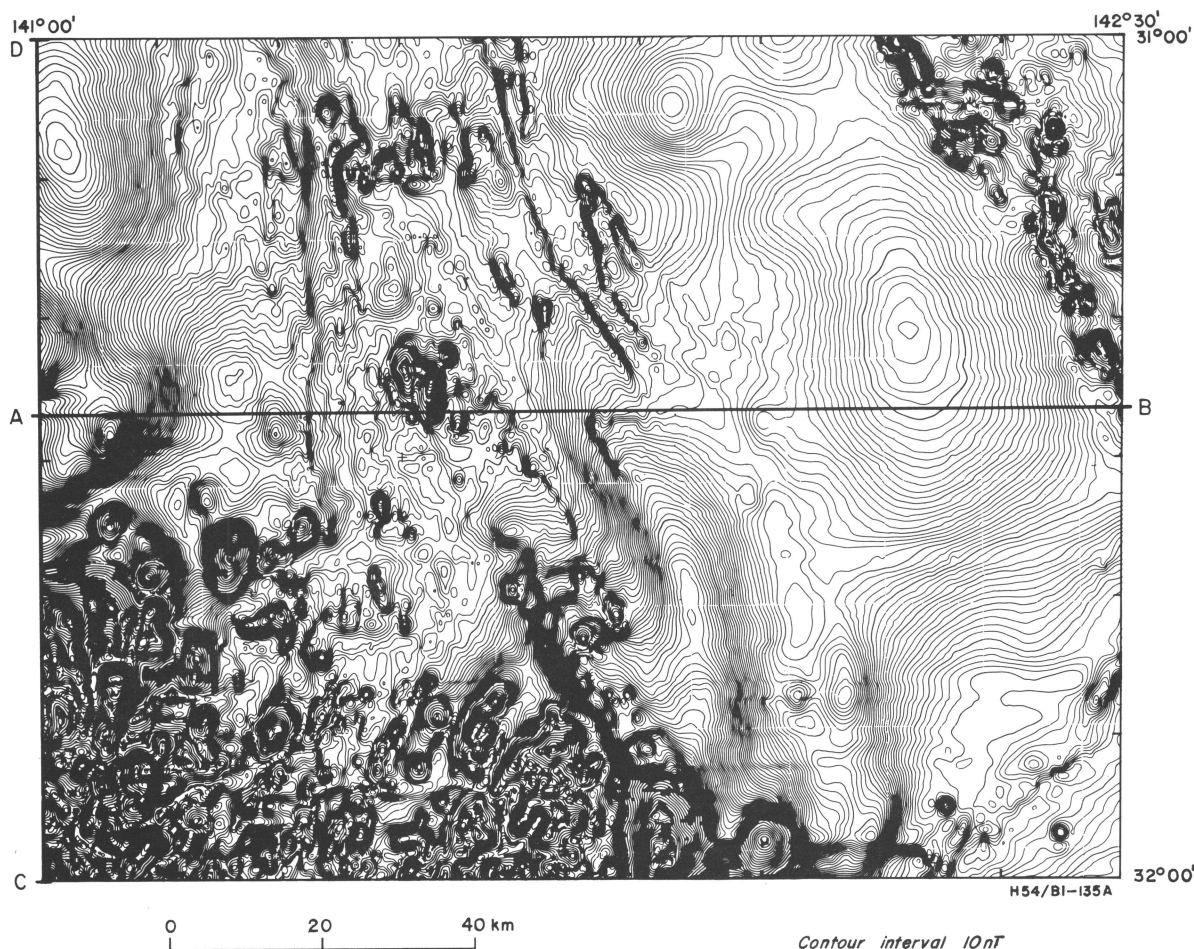 141°00'
142°30'
D
31°00'
A
B
C
H54/B1-135A
32°00'
0 20 40 km
Contour interval 10nT